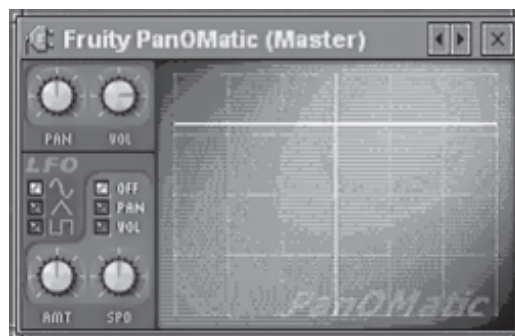 Fruity PanOMatic (Master)
PAN VOL
LFO
OFF
PAN
VOL
AMT SPD
PanOMatic